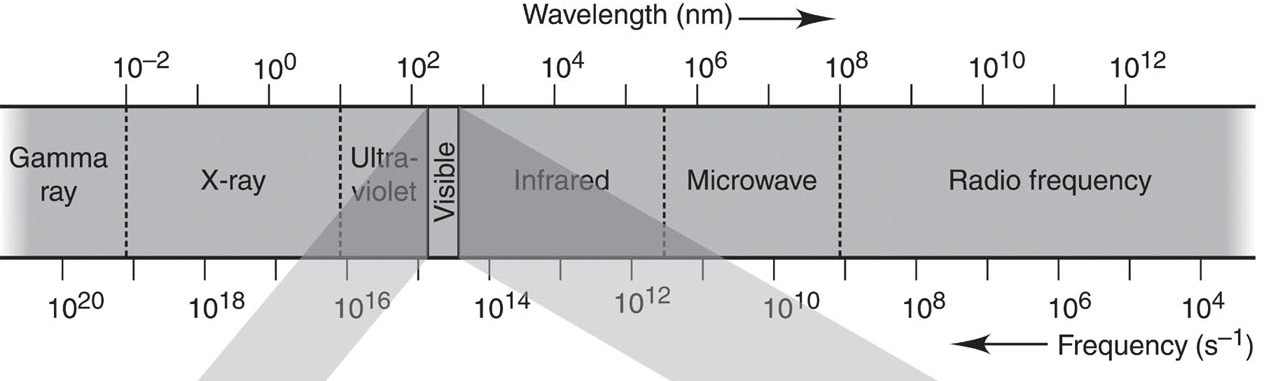 Wavelength (nm)
10⁻² 10⁰ 10² 10⁴ 10⁶ 10⁸ 10¹⁰ 10¹²
Gamma
ray
X-ray
Ultra-
violet
Visible
Infrared
Microwave
Radio frequency
10²⁰ 10¹⁸ 10¹⁶ 10¹⁴ 10¹² 10¹⁰ 10⁸ 10⁶ 10⁴
Frequency (s⁻¹)